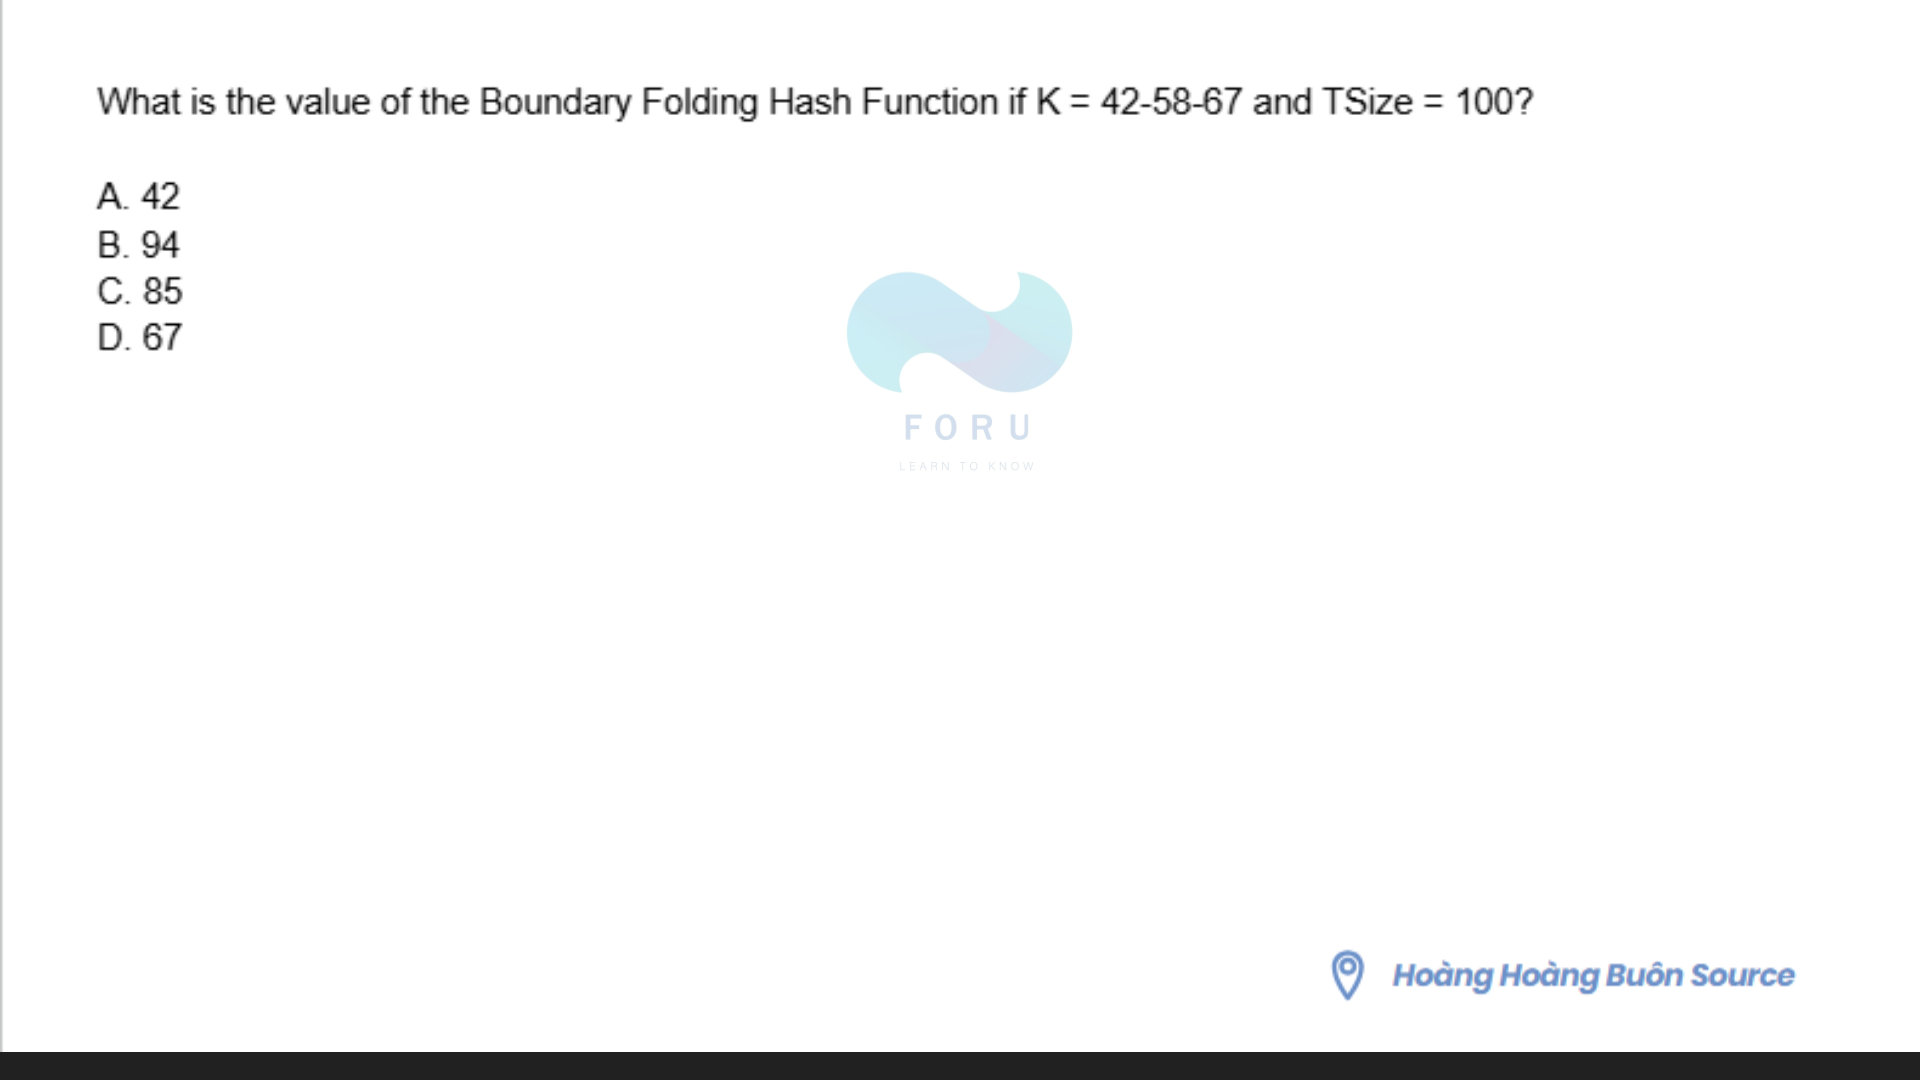 What is the value of the Boundary Folding Hash Function if K = 42-58-67 and TSize = 100?
A. 42
B. 94
C. 85
D. 67
FORU
LEARN TO KNOW
Hoàng Hoàng Buôn Source